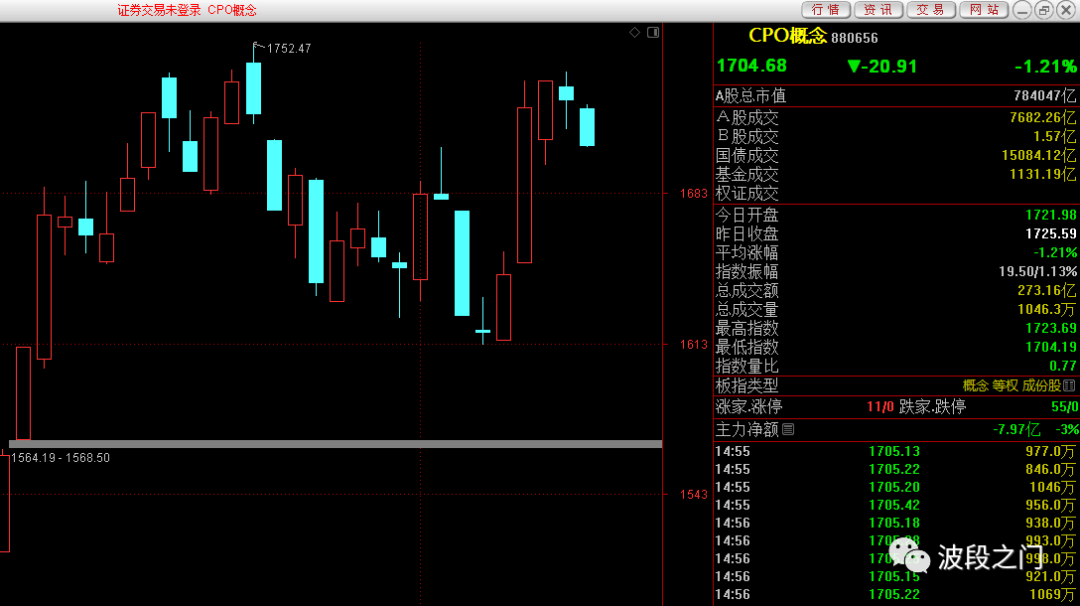 证券交易未登录 CPO概念
行情 资讯 交易 网站
1752.47
1683
1613
1564.19 - 1568.50
1543
CPO概念 880656
1704.68 ▼-20.91 -1.21%
A股总市值 784047亿
A股成交 7682.26亿
B股成交 1.57亿
国债成交 15084.12亿
基金成交 1131.19亿
权证成交
今日开盘 1721.98
昨日收盘 1725.59
平均涨幅 -1.21%
指数振幅 19.50/1.13%
总成交额 273.16亿
总成交量 1046.3万
最高指数 1723.69
最低指数 1704.19
指数量比 0.77
板指类型 概念 等权 成份股
涨家.涨停 11/0 跌家.跌停 55/0
主力净额 -7.97亿 -3%
14:55 1705.13 977.0万
14:55 1705.22 846.0万
14:55 1705.20 1046万
14:55 1705.42 956.0万
14:56 1705.18 938.0万
14:56 993.0万
14:56 998.0万
14:56 1705.15 921.0万
14:56 1705.22 1069万
波段之门